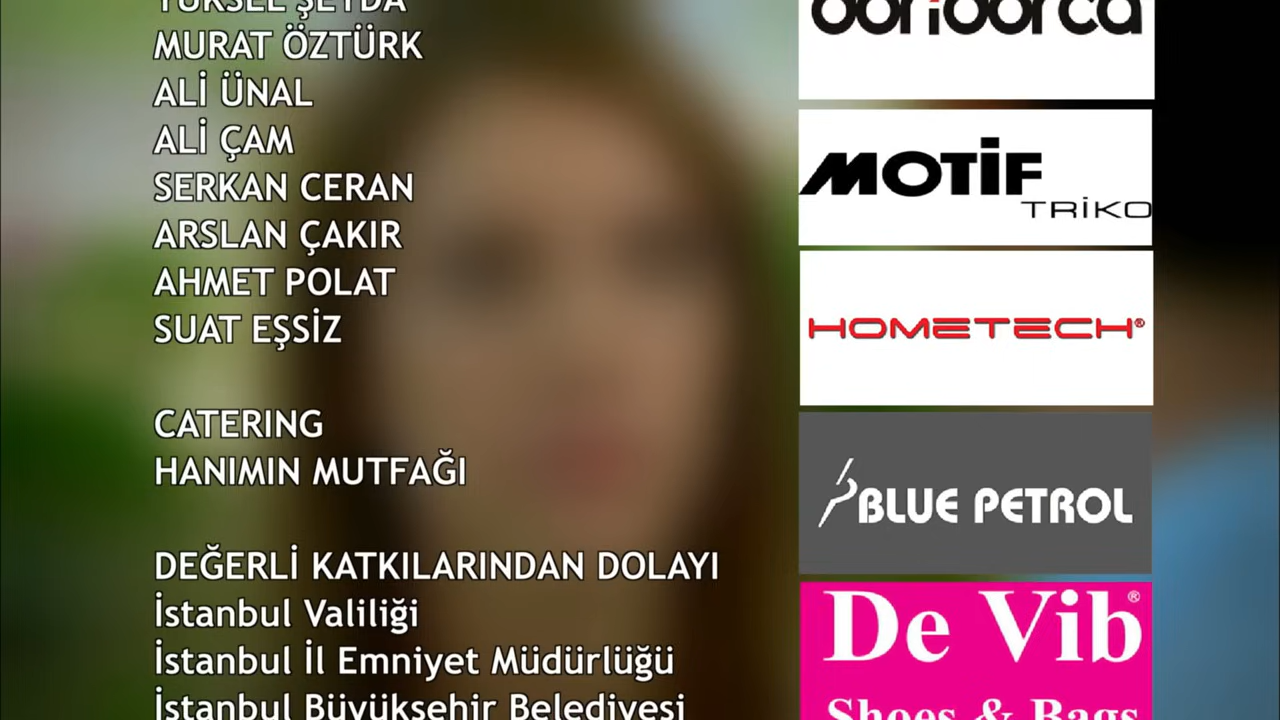 YÜKSEL ŞEYDA
MURAT ÖZTÜRK
ALİ ÜNAL
ALİ ÇAM
SERKAN CERAN
ARSLAN ÇAKIR
AHMET POLAT
SUAT EŞSİZ
CATERING
HANIMIN MUTFAĞI
DEĞERLİ KATKILARINDAN DOLAYI
İstanbul Valiliği
İstanbul İl Emniyet Müdürlüğü
İstanbul Büyükşehir Belediyesi
MOTİF
TRİKO
HOMETECH®
BLUE PETROL
De Vib®
Shoes & Bags